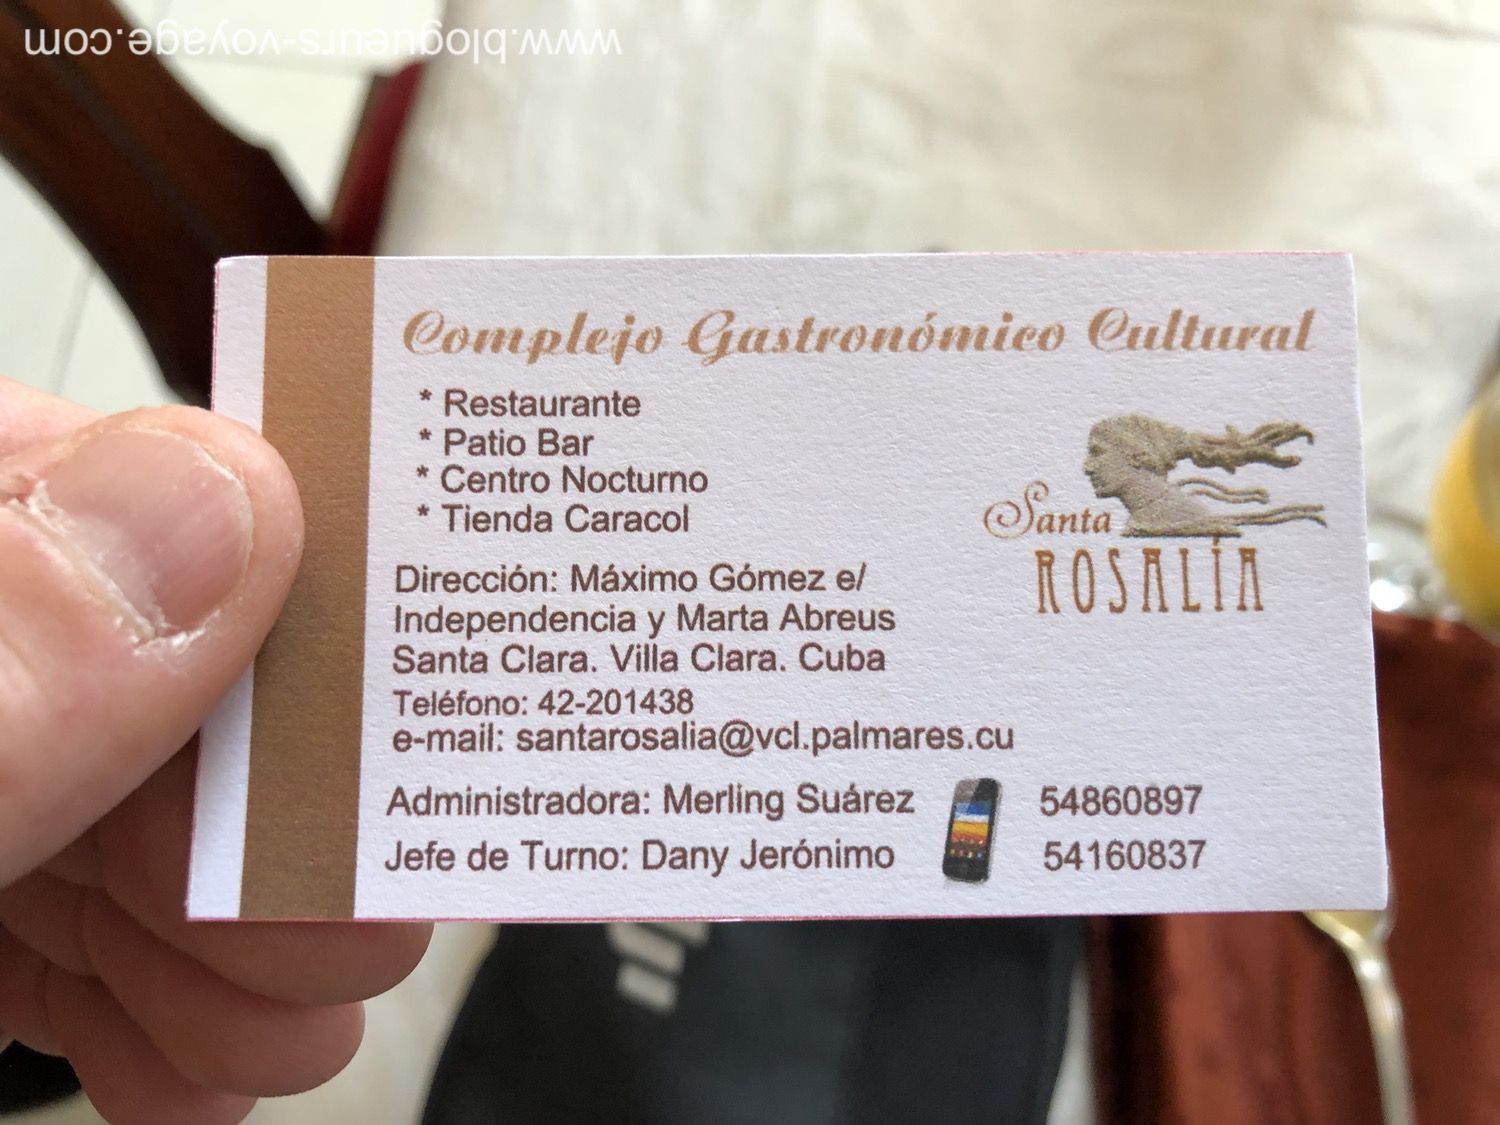 www.blogueurs-voyage.com
Complejo Gastronómico Cultural
* Restaurante
* Patio Bar
* Centro Nocturno
* Tienda Caracol
Santa
ROSALÍA
Dirección: Máximo Gómez e/
Independencia y Marta Abreus
Santa Clara. Villa Clara. Cuba
Teléfono: 42-201438
e-mail: santarosalia@vcl.palmares.cu
Administradora: Merling Suárez 54860897
Jefe de Turno: Dany Jerónimo 54160837